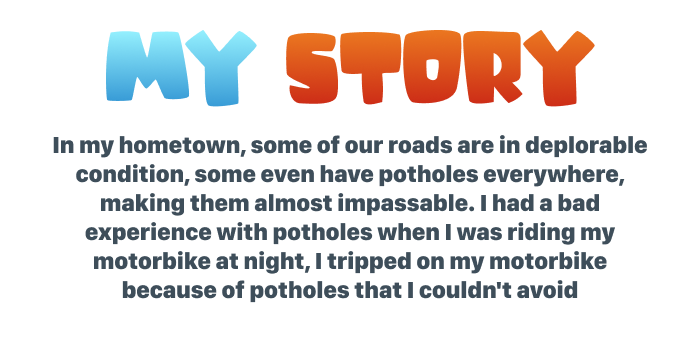 MY STORY
In my hometown, some of our roads are in deplorable
condition, some even have potholes everywhere,
making them almost impassable. I had a bad
experience with potholes when I was riding my
motorbike at night, I tripped on my motorbike
because of potholes that I couldn't avoid